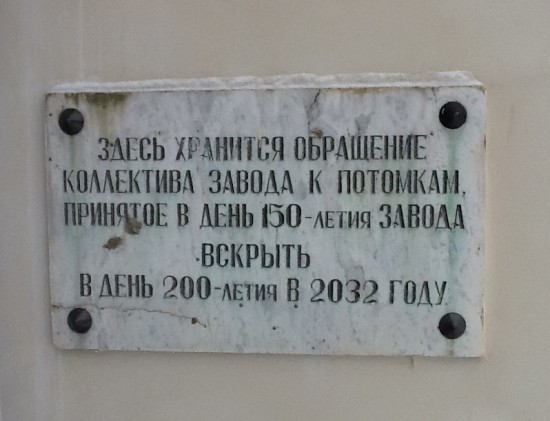 ЗДЕСЬ ХРАНИТСЯ ОБРАЩЕНИЕ
КОЛЛЕКТИВА ЗАВОДА К ПОТОМКАМ,
ПРИНЯТОЕ В ДЕНЬ 150-ЛЕТИЯ ЗАВОДА
ВСКРЫТЬ
В ДЕНЬ 200-ЛЕТИЯ В 2032 ГОДУ.